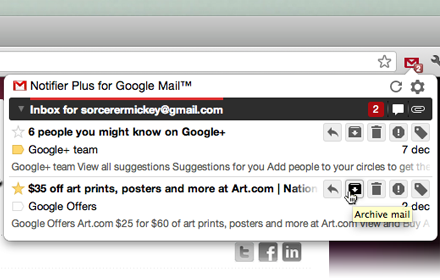 2
Notifier Plus for Google Mail™
Inbox for sorcerermickey@gmail.com 2
6 people you might know on Google+
Google+ team 7 dec
Google+ team View all suggestions Suggestions for you Add people to your circles to get the
$35 off art prints, posters and more at Art.com | Nation
Google Offers 2 dec
Archive mail
Google Offers Art.com $25 for $60 of art prints, posters and more at Art.com View and Buy A